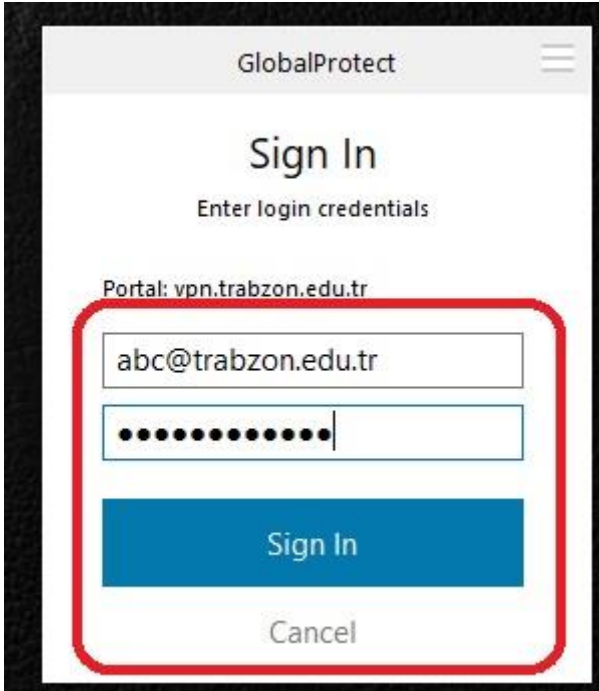 GlobalProtect
Sign In
Enter login credentials
Portal: vpn.trabzon.edu.tr
abc@trabzon.edu.tr
●●●●●●●●●●●●
Sign In
Cancel